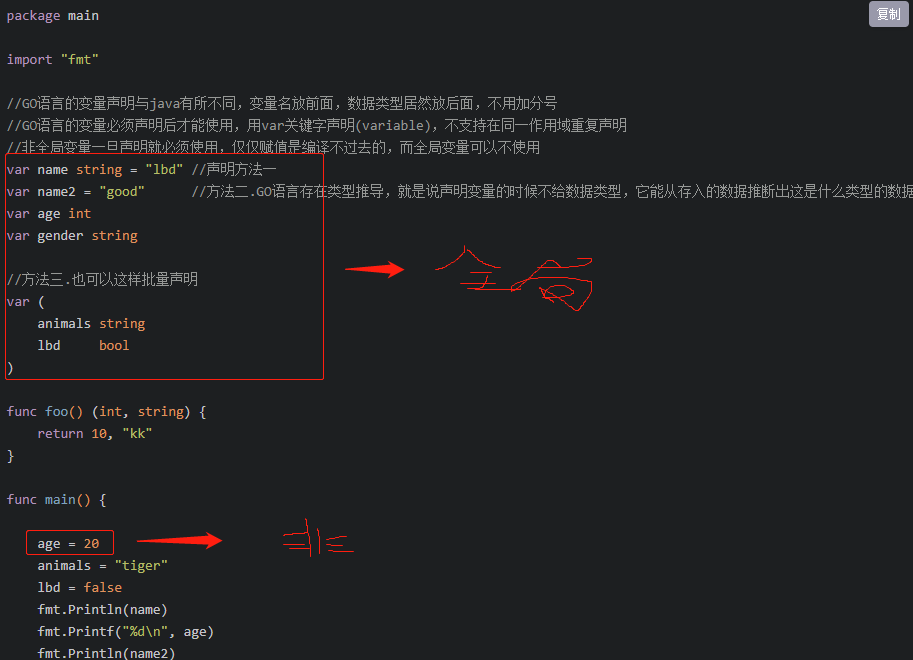 package main
复制
import "fmt"
//GO语言的变量声明与java有所不同，变量名放前面，数据类型居然放后面，不用加分号
//GO语言的变量必须声明后才能使用，用var关键字声明(variable)，不支持在同一作用域重复声明
//非全局变量一旦声明就必须使用，仅仅赋值是编译不过去的，而全局变量可以不使用
var name string = "lbd" //声明方法一
var name2 = "good"      //方法二.GO语言存在类型推导，就是说声明变量的时候不给数据类型，它能从存入的数据推断出这是什么类型的数据
var age int
var gender string
全局
//方法三.也可以这样批量声明
var (
    animals string
    lbd     bool
)
func foo() (int, string) {
    return 10, "kk"
}
func main() {
    age = 20
非
    animals = "tiger"
    lbd = false
    fmt.Println(name)
    fmt.Printf("%d\n", age)
    fmt.Println(name2)